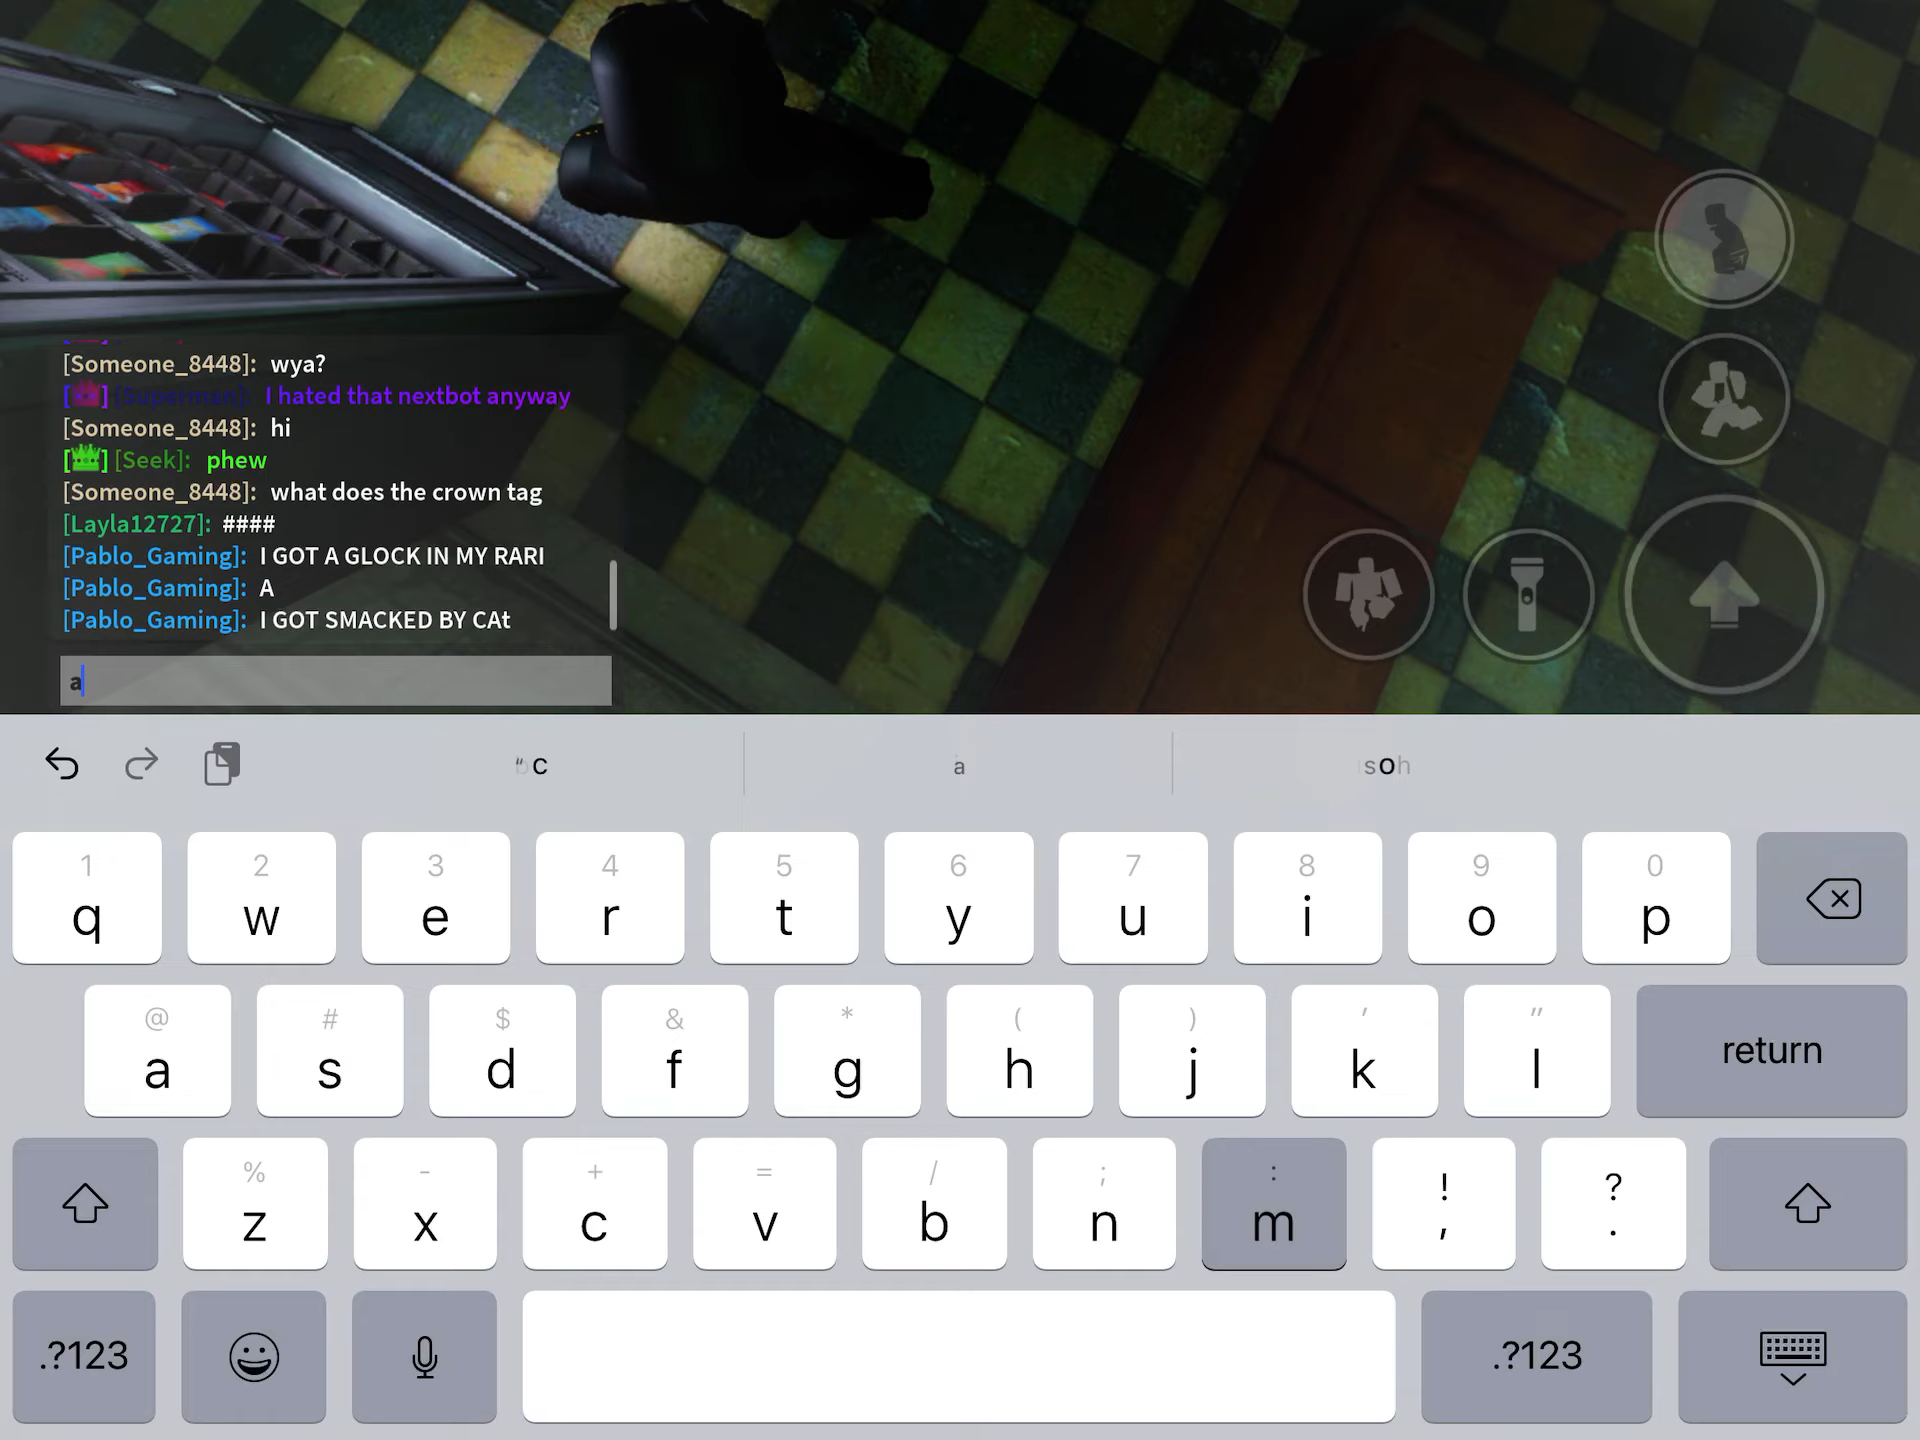 [Someone_8448]: wya?
[Superman]: I hated that nextbot anyway
[Someone_8448]: hi
[Seek]: phew
[Someone_8448]: what does the crown tag
[Layla12727]: ####
[Pablo_Gaming]: I GOT A GLOCK IN MY RARI
[Pablo_Gaming]: A
[Pablo_Gaming]: I GOT SMACKED BY CAt
a
1 2 3 4 5 6 7 8 9 0
q w e r t y u i o p
@ # $ & * ( ) ' "
a s d f g h j k l return
% - + = / ; : ! ?
z x c v b n m , .
.?123 .?123